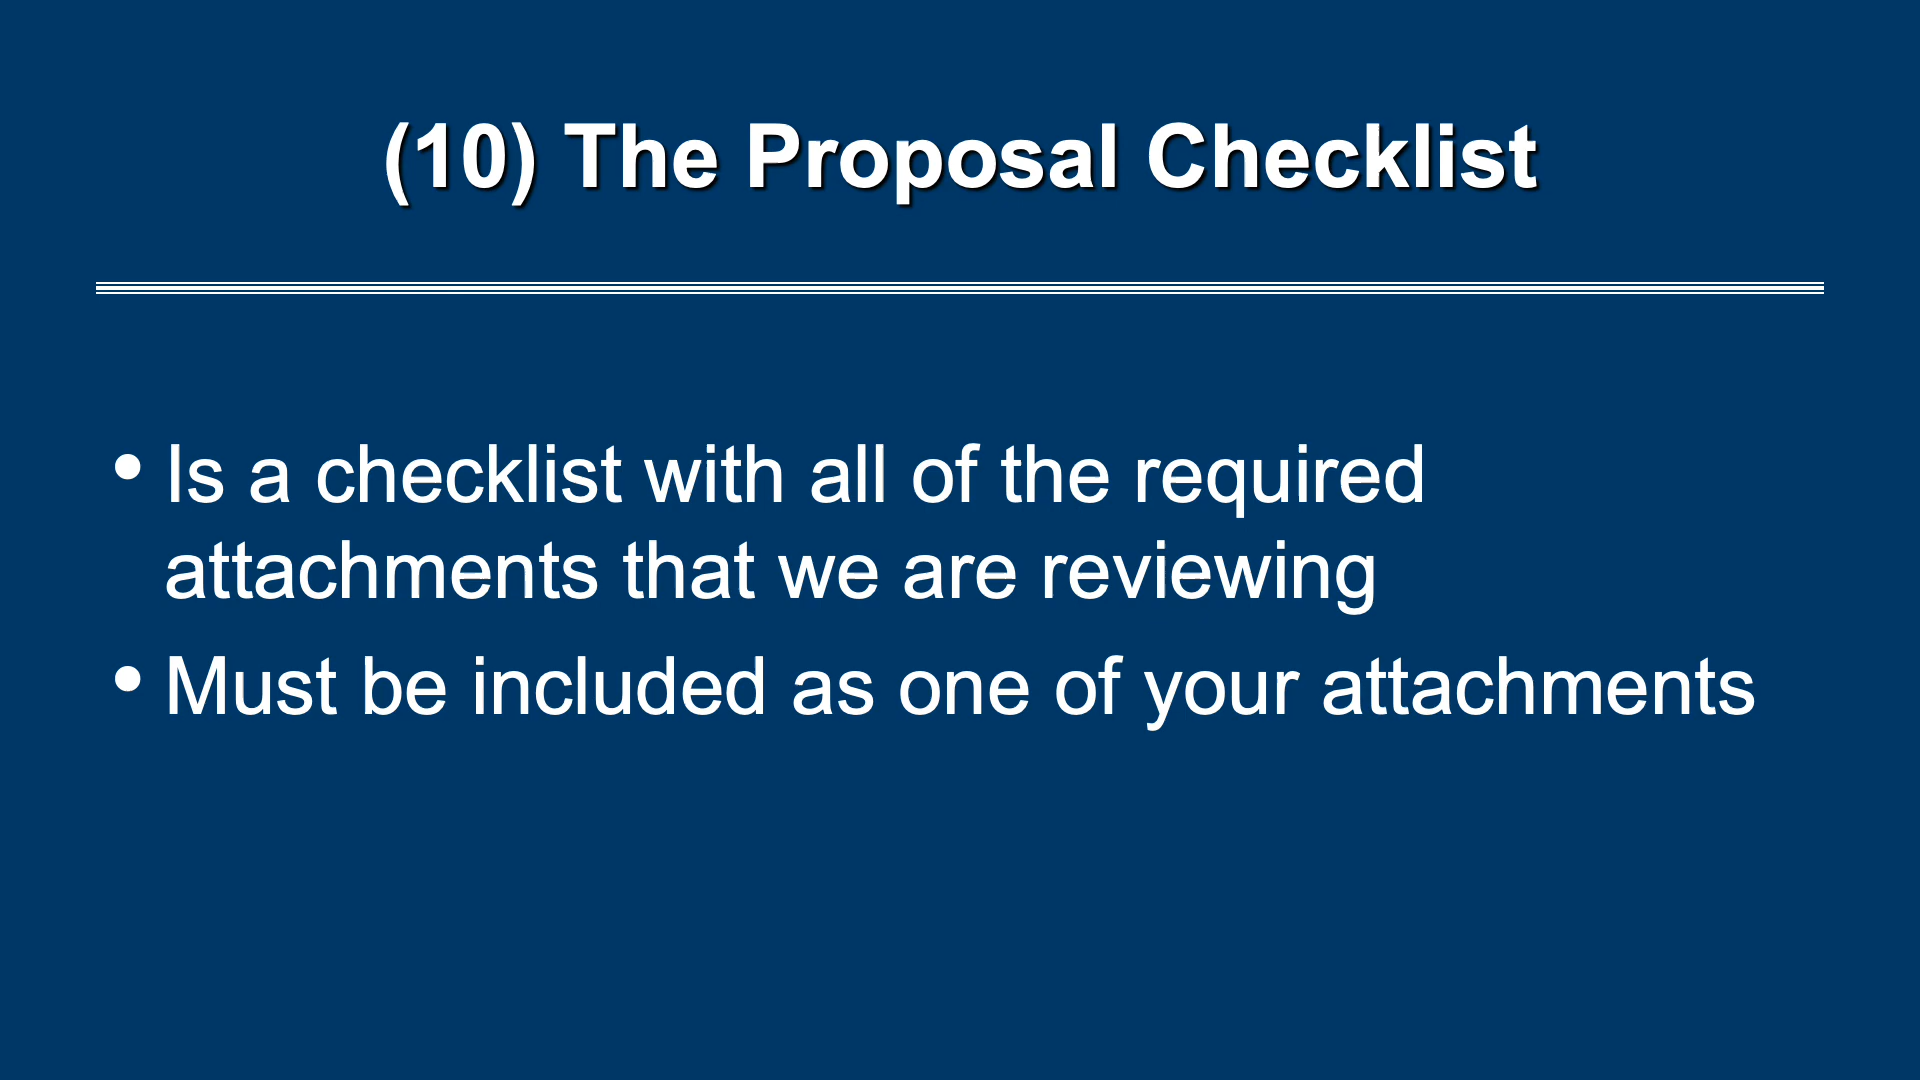 (10) The Proposal Checklist
• Is a checklist with all of the required
attachments that we are reviewing
• Must be included as one of your attachments